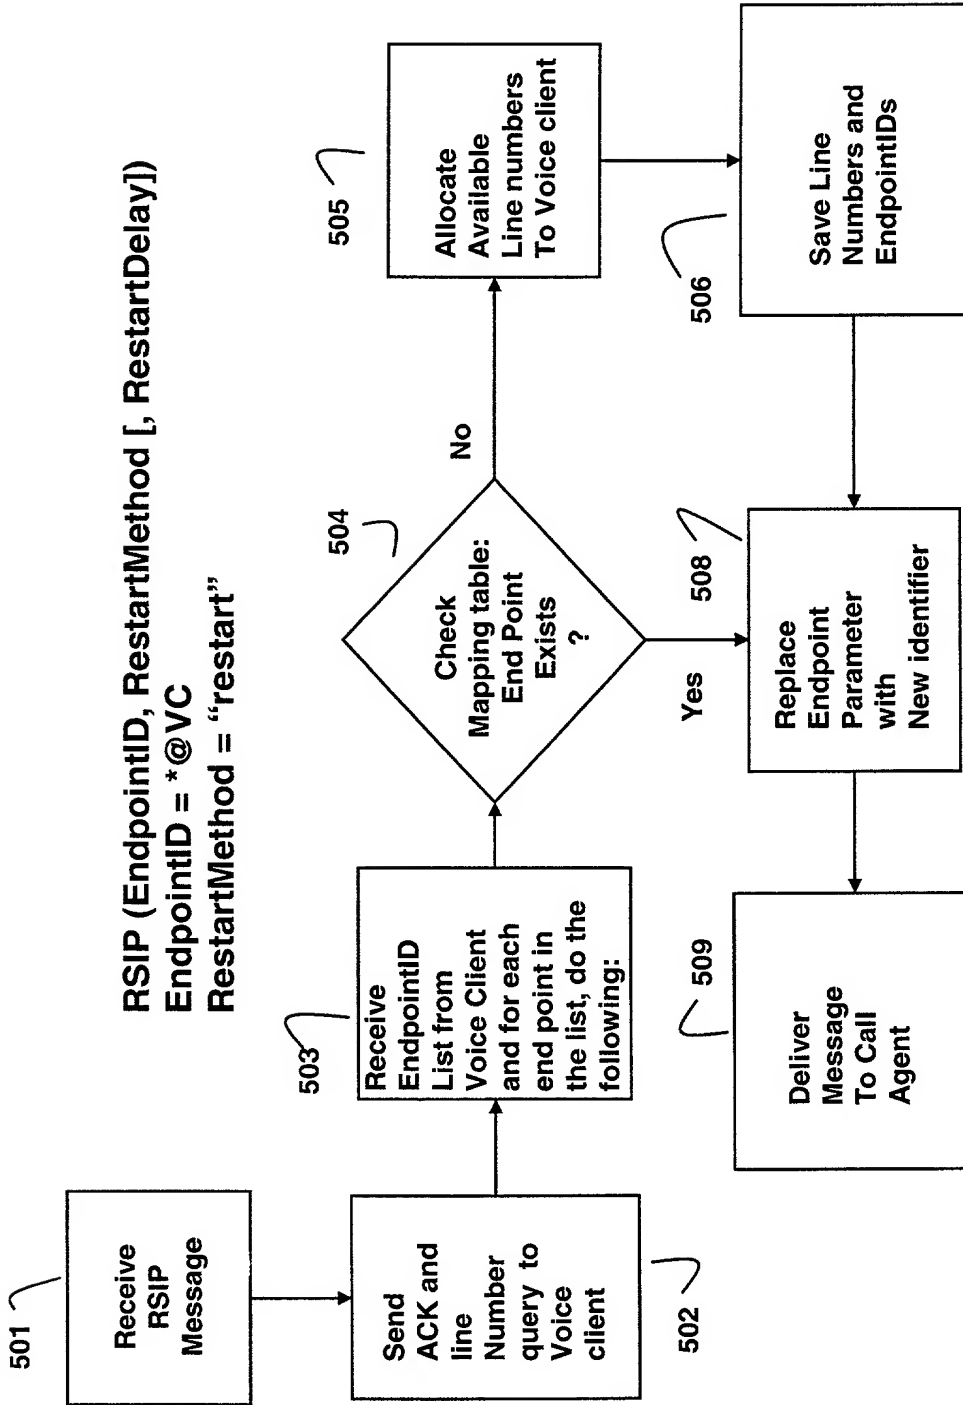 RSIP (EndpointID, RestartMethod [, RestartDelay])
EndpointID = *@VC
RestartMethod = “restart”
501
Receive
RSIP
Message
Send
ACK and
line
Number
query to
Voice
client
502
503
Receive
EndpointID
List from
Voice Client
and for each
end point in
the list, do the
following:
504
Check
Mapping table:
End Point
Exists
?
No
Yes
505
Allocate
Available
Line numbers
To Voice client
506
Save Line
Numbers and
EndpointIDs
508
Replace
Endpoint
Parameter
with
New identifier
509
Deliver
Message
To Call
Agent